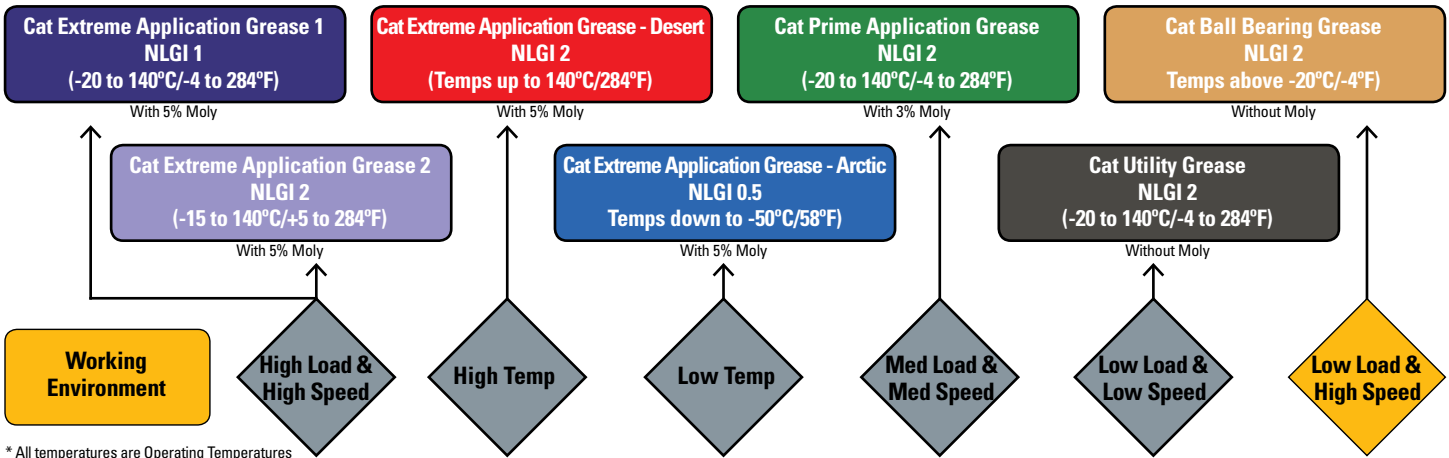 Cat Extreme Application Grease 1
NLGI 1
(-20 to 140ºC/-4 to 284ºF)
With 5% Moly
Cat Extreme Application Grease - Desert
NLGI 2
(Temps up to 140ºC/284ºF)
With 5% Moly
Cat Prime Application Grease
NLGI 2
(-20 to 140ºC/-4 to 284ºF)
With 3% Moly
Cat Ball Bearing Grease
NLGI 2
Temps above -20ºC/-4ºF)
Without Moly
Cat Extreme Application Grease 2
NLGI 2
(-15 to 140ºC/+5 to 284ºF)
With 5% Moly
Cat Extreme Application Grease - Arctic
NLGI 0.5
Temps down to -50ºC/58ºF)
With 5% Moly
Cat Utility Grease
NLGI 2
(-20 to 140ºC/-4 to 284ºF)
Without Moly
Working
Environment
High Load &
High Speed
High Temp
Low Temp
Med Load &
Med Speed
Low Load &
Low Speed
Low Load &
High Speed
* All temperatures are Operating Temperatures